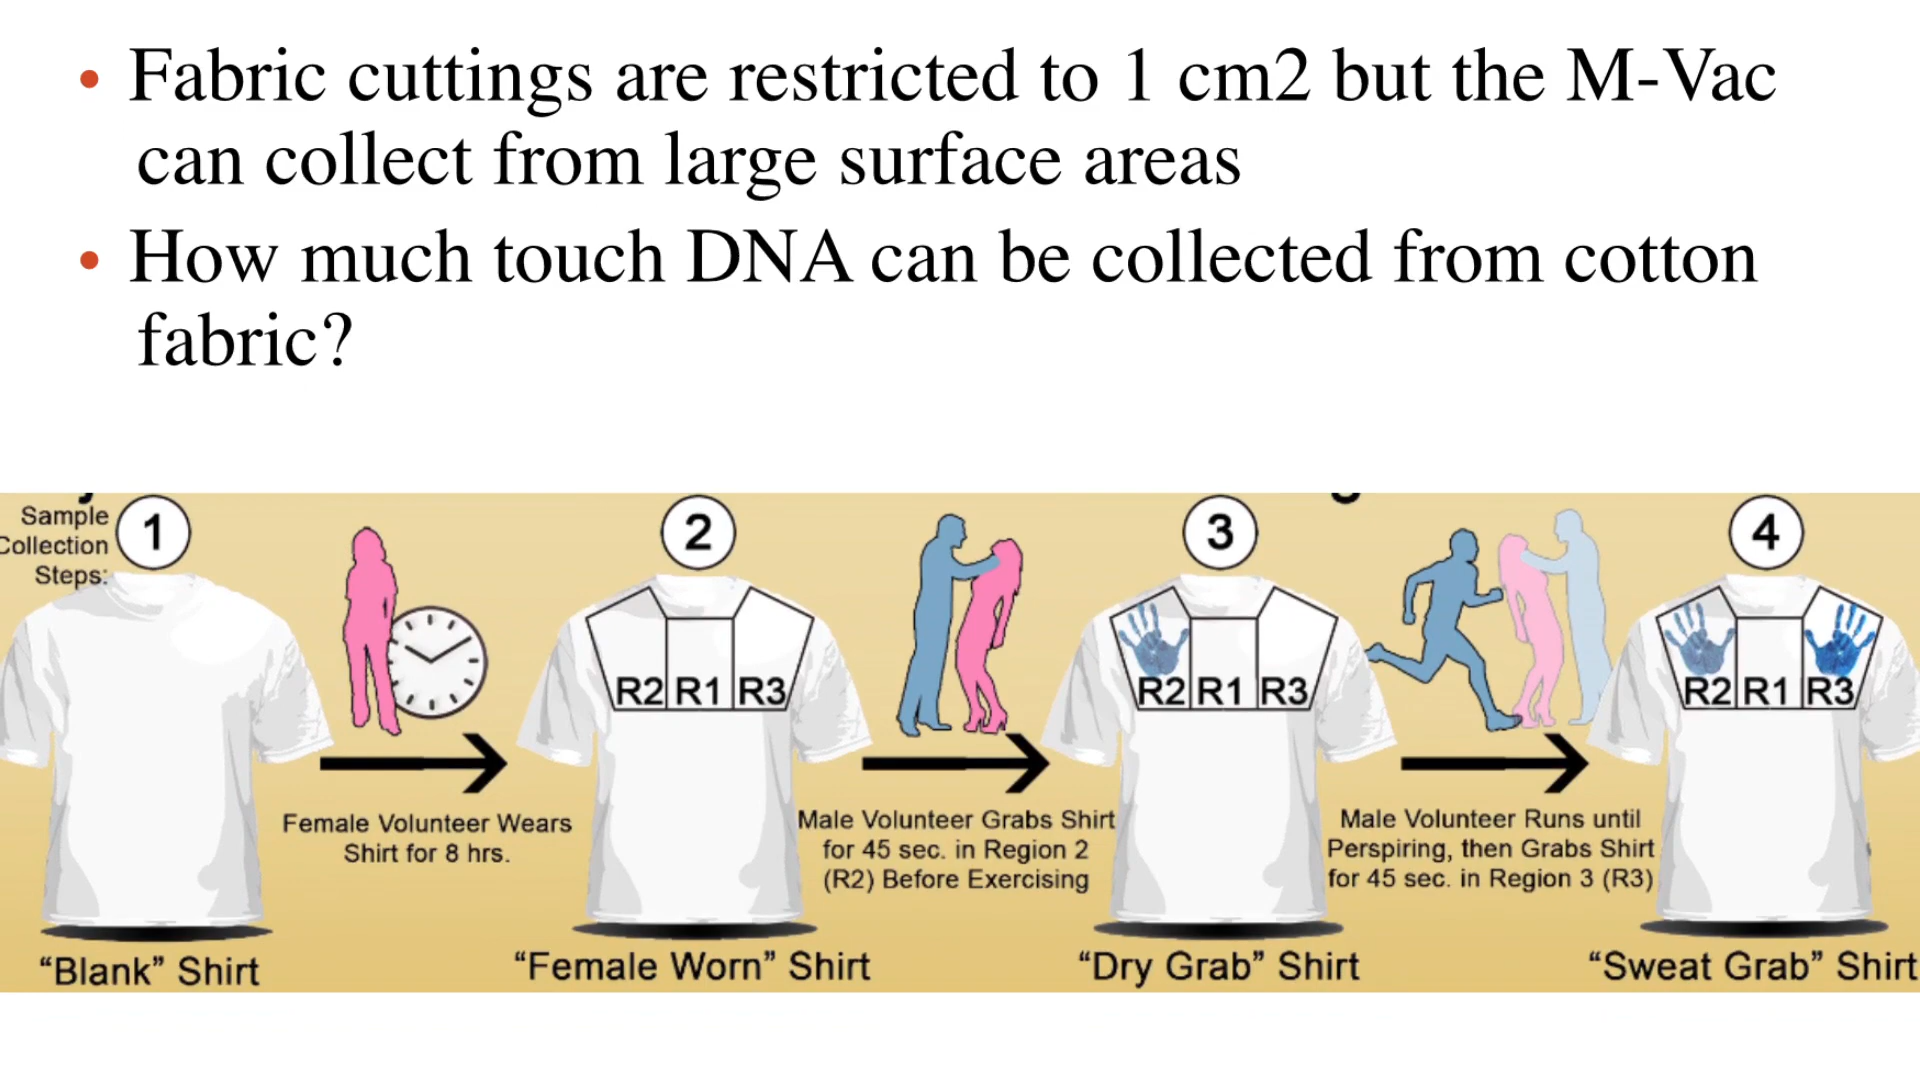 • Fabric cuttings are restricted to 1 cm2 but the M-Vac
can collect from large surface areas
• How much touch DNA can be collected from cotton
fabric?
Sample
Collection
Steps:
1
2
3
4
R2 R1 R3
R2 R1 R3
R2 R1 R3
Female Volunteer Wears
Shirt for 8 hrs.
Male Volunteer Grabs Shirt
for 45 sec. in Region 2
(R2) Before Exercising
Male Volunteer Runs until
Perspiring, then Grabs Shirt
for 45 sec. in Region 3 (R3)
“Blank” Shirt
“Female Worn” Shirt
“Dry Grab” Shirt
“Sweat Grab” Shirt